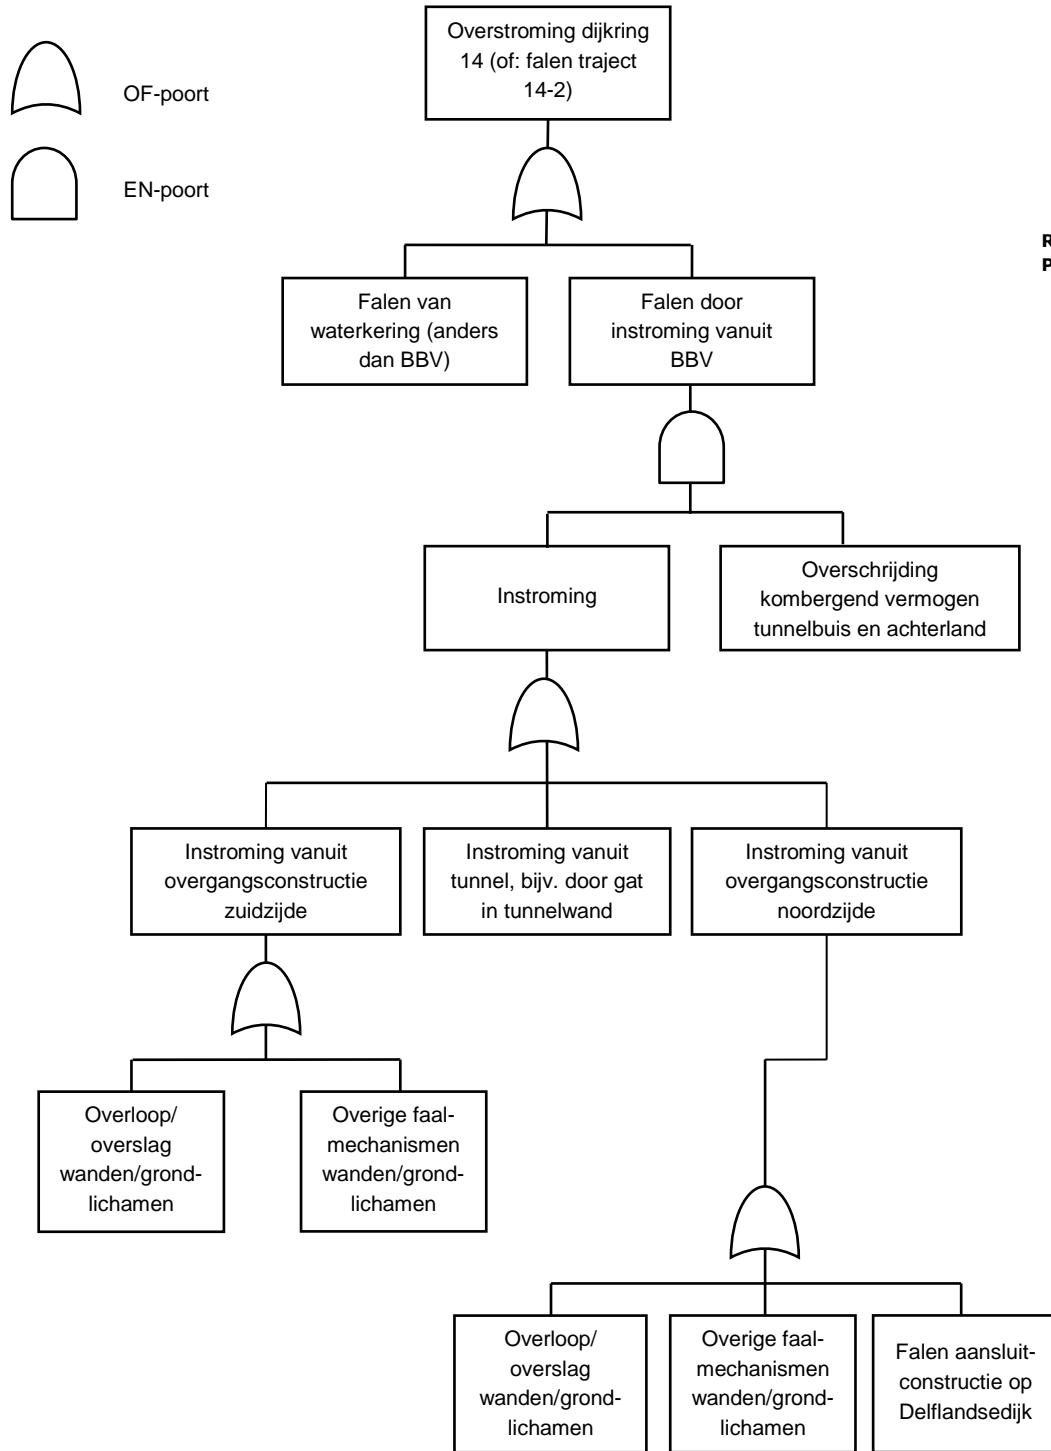 Overstroming dijkring
14 (of: falen traject
14-2)
OF-poort
EN-poort
R
P
Falen van
waterkering (anders
dan BBV)
Falen door
instroming vanuit
BBV
Instroming
Overschrijding
kombergend vermogen
tunnelbuis en achterland
Instroming vanuit
overgangsconstructie
zuidzijde
Instroming vanuit
tunnel, bijv. door gat
in tunnelwand
Instroming vanuit
overgangsconstructie
noordzijde
Overloop/
overslag
wanden/grond-
lichamen
Overige faal-
mechanismen
wanden/grond-
lichamen
Overloop/
overslag
wanden/grond-
lichamen
Overige faal-
mechanismen
wanden/grond-
lichamen
Falen aansluit-
constructie op
Delflandsedijk